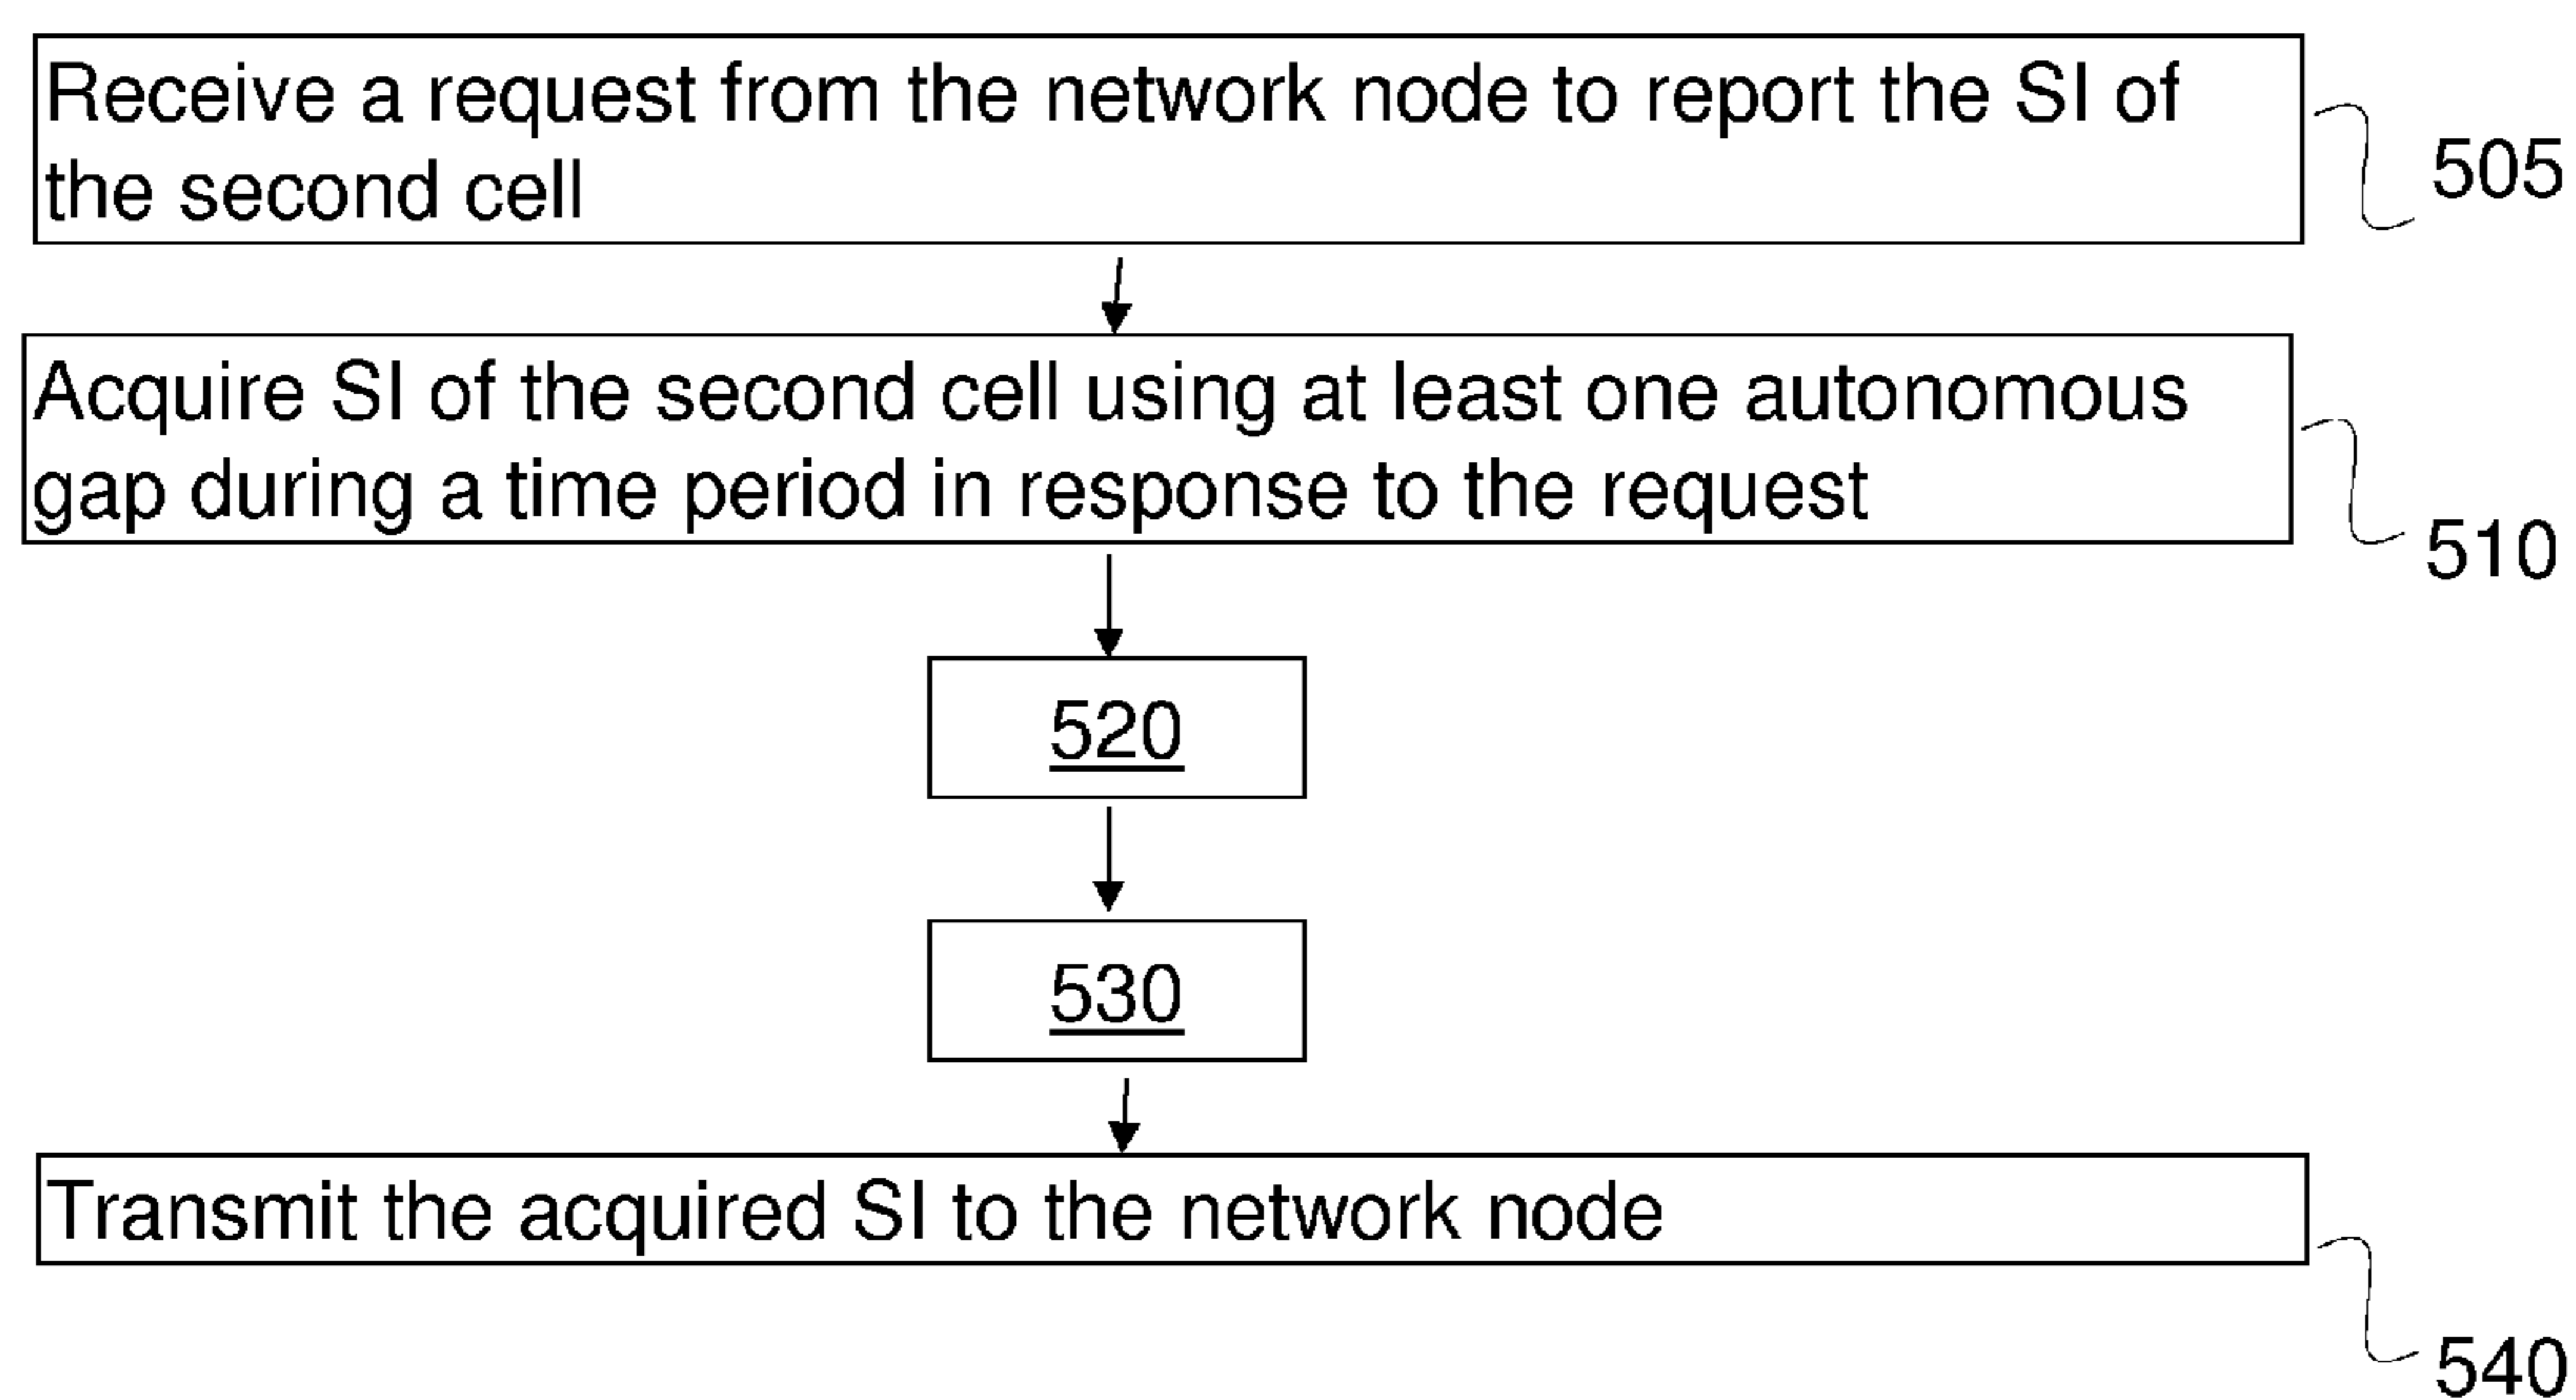 Receive a request from the network node to report the SI of
the second cell
505
Acquire SI of the second cell using at least one autonomous
gap during a time period in response to the request
510
520
530
Transmit the acquired SI to the network node
540